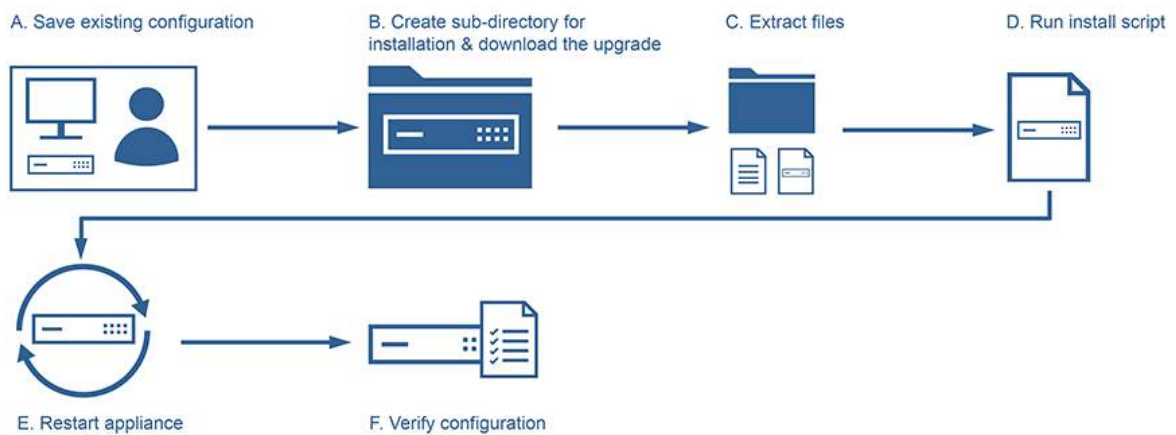 A. Save existing configuration
B. Create sub-directory for
installation & download the upgrade
C. Extract files
D. Run install script
E. Restart appliance
F. Verify configuration